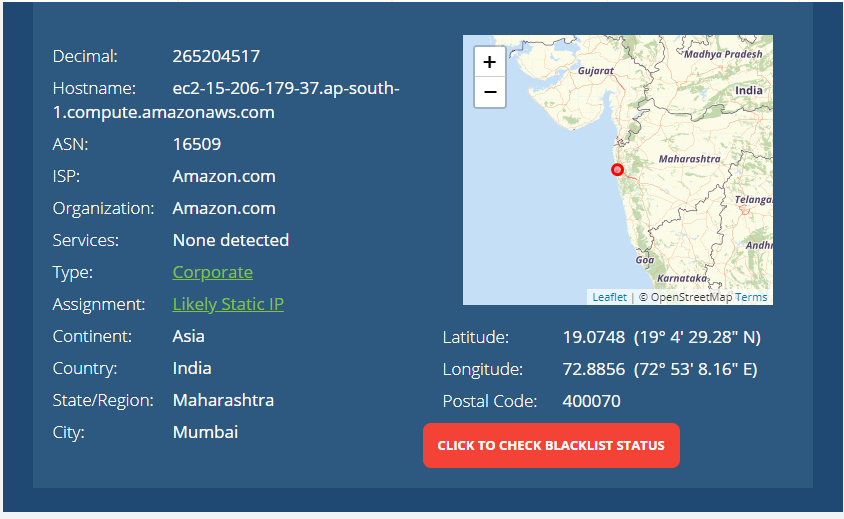 Decimal: 265204517
Hostname: ec2-15-206-179-37.ap-south-
1.compute.amazonaws.com
ASN: 16509
ISP: Amazon.com
Organization: Amazon.com
Services: None detected
Type: Corporate
Assignment: Likely Static IP
Continent: Asia
Country: India
State/Region: Maharashtra
City: Mumbai
+
−
Madhya Pradesh
Gujarat
India
Maharashtra
Telanga
Andhr
Goa
Karnataka
Leaflet | © OpenStreetMap Terms
Latitude: 19.0748 (19° 4' 29.28" N)
Longitude: 72.8856 (72° 53' 8.16" E)
Postal Code: 400070
CLICK TO CHECK BLACKLIST STATUS